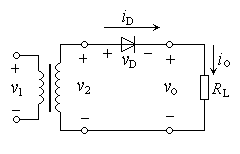 i_D
+ v_D −
+ v_1 −
+ v_2 −
+ v_O −
i_O
R_L